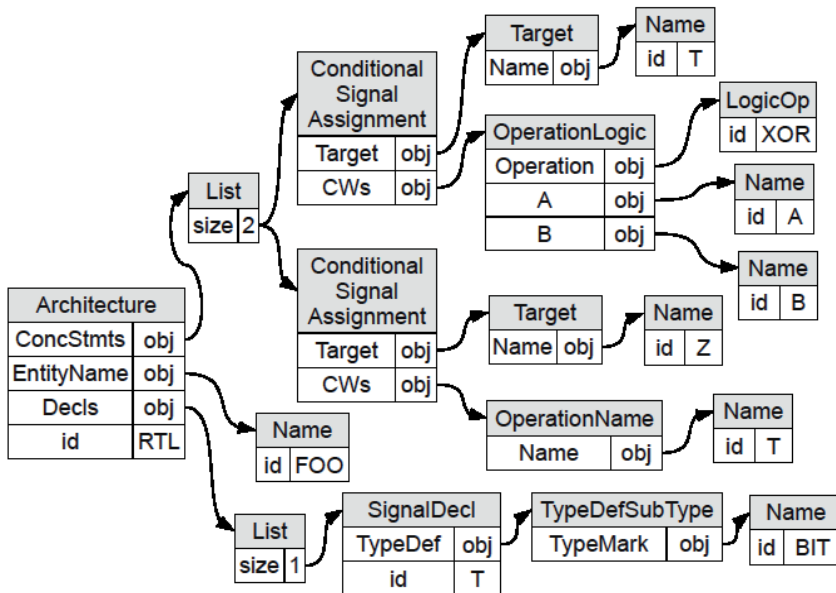 Target
Name obj
Name
id T
Conditional
Signal
Assignment
Target obj
CWs obj
OperationLogic
Operation obj
A obj
B obj
LogicOp
id XOR
Name
id A
Name
id B
List
size 2
Conditional
Signal
Assignment
Target obj
CWs obj
Target
Name obj
Name
id Z
OperationName
Name obj
Name
id T
Architecture
ConcStmts obj
EntityName obj
Decls obj
id RTL
Name
id FOO
List
size 1
SignalDecl
TypeDef obj
id T
TypeDefSubType
TypeMark obj
Name
id BIT